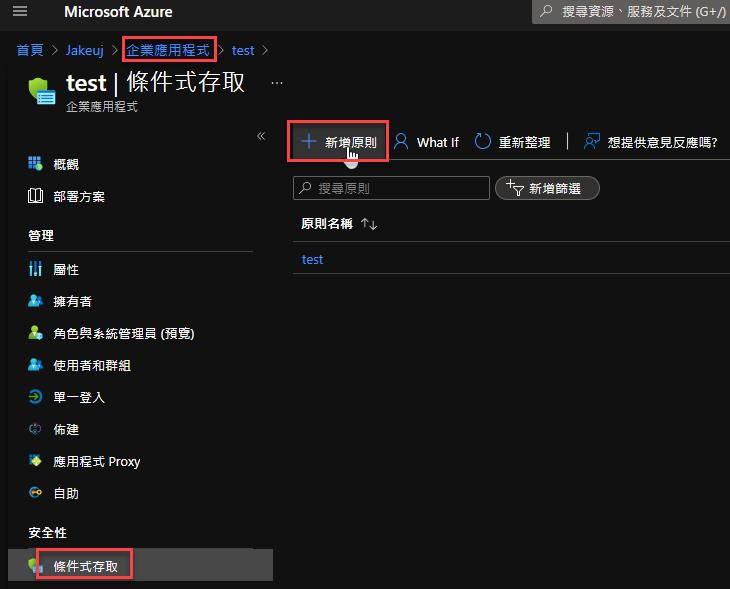 Microsoft Azure
搜尋資源、服務及文件 (G+/)
首頁 > Jakeuj > 企業應用程式 > test >
test | 條件式存取 ...
企業應用程式
«
新增原則 What If 重新整理 | 想提供意見反應嗎?
搜尋原則 新增篩選
原則名稱 ↑↓
test
概觀
部署方案
管理
屬性
擁有者
角色與系統管理員 (預覽)
使用者和群組
單一登入
佈建
應用程式 Proxy
自助
安全性
條件式存取